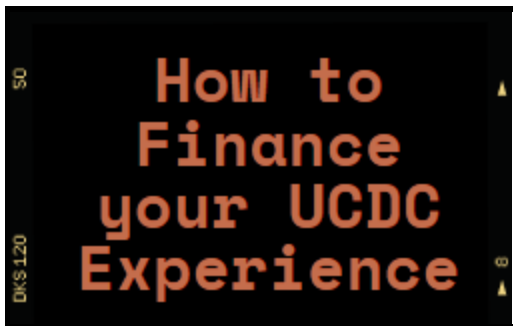 How to
Finance
your UCDC
Experience
SO
DKS 120
8